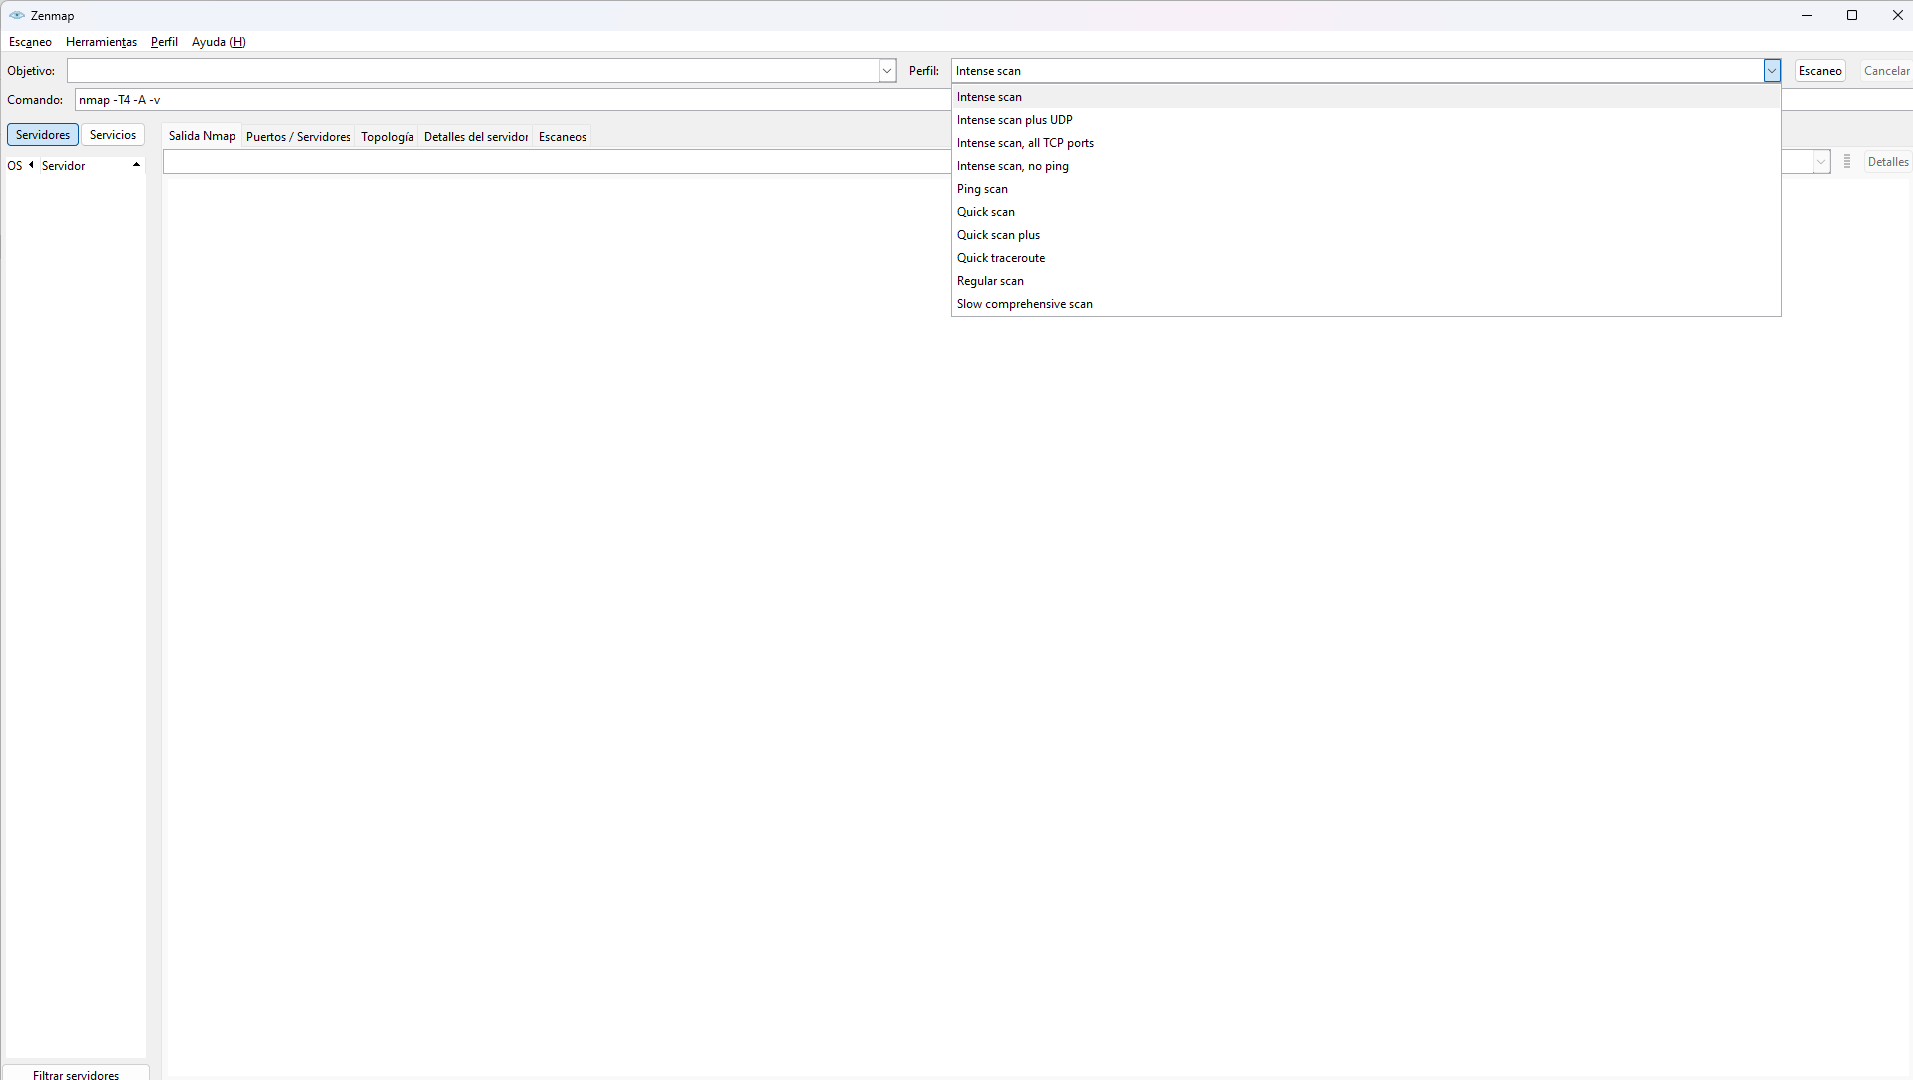 Zenmap
Escaneo Herramientas Perfil Ayuda (H)
Objetivo: Perfil: Intense scan Escaneo Cancelar
Comando: nmap -T4 -A -v
Intense scan
Intense scan plus UDP
Intense scan, all TCP ports
Intense scan, no ping
Ping scan
Quick scan
Quick scan plus
Quick traceroute
Regular scan
Slow comprehensive scan
Servidores Servicios Salida Nmap Puertos / Servidores Topología Detalles del servidor Escaneos
OS Servidor Detalles
Filtrar servidores